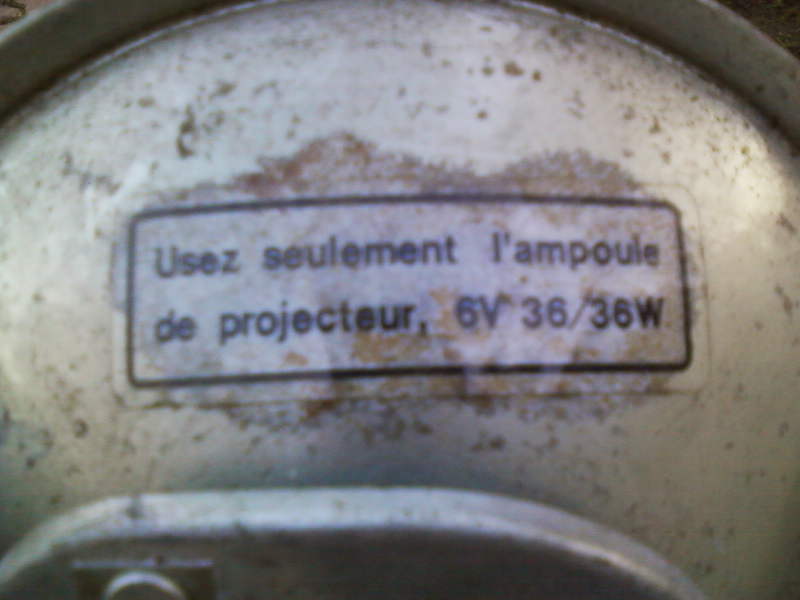 Usez seulement l'ampoule
de projecteur, 6V 36/36W